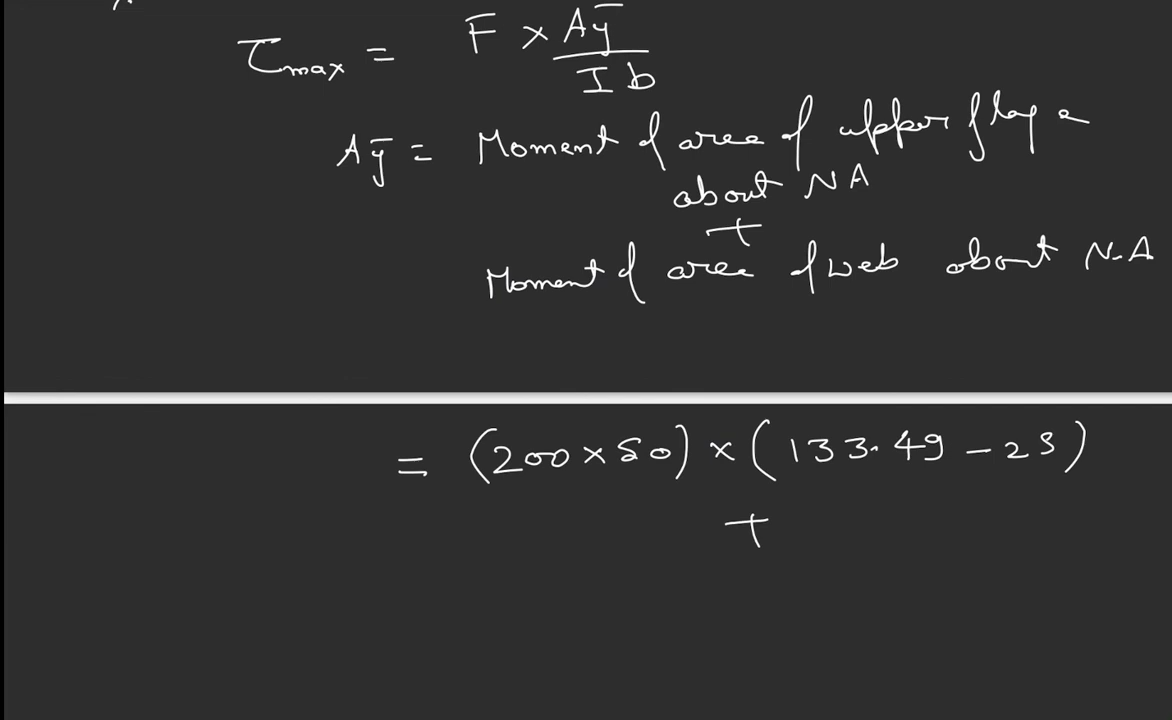 τmax = F × Aȳ / I b
Aȳ = Moment of area of upper flange
about NA
+
Moment of area of web about N.A
= (200 × 50) × (133.49 - 25)
+